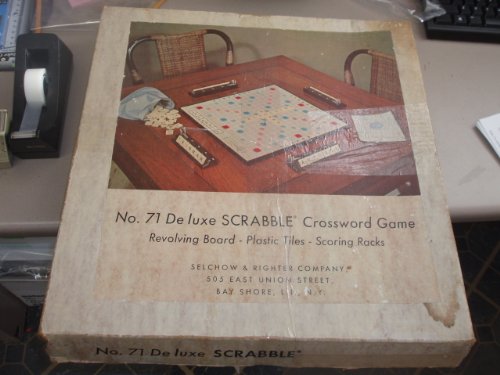 No. 71 De luxe SCRABBLE® Crossword Game
Revolving Board - Plastic Tiles - Scoring Racks
SELCHOW & RIGHTER COMPANY,
505 EAST UNION STREET,
BAY SHORE, L.I., N.Y.
No. 71 De luxe SCRABBLE®